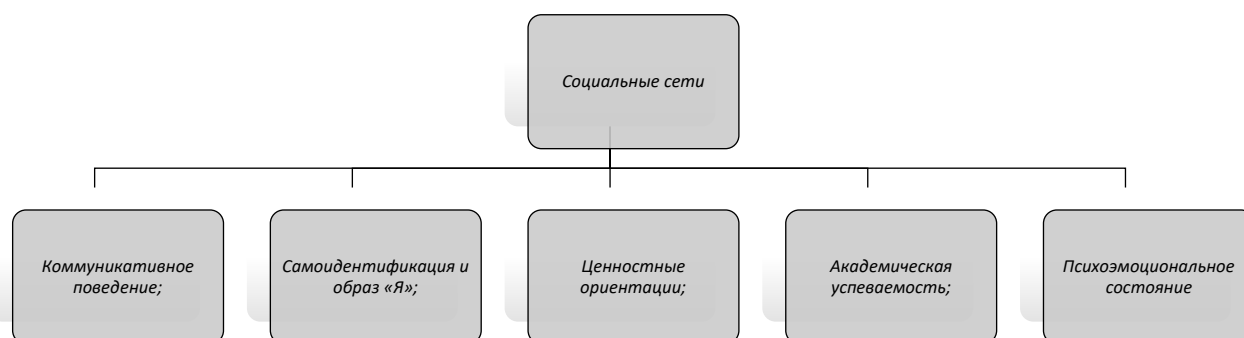 Социальные сети
Коммуникативное
поведение;
Самоидентификация и
образ «Я»;
Ценностные
ориентации;
Академическая
успеваемость;
Психоэмоциональное
состояние